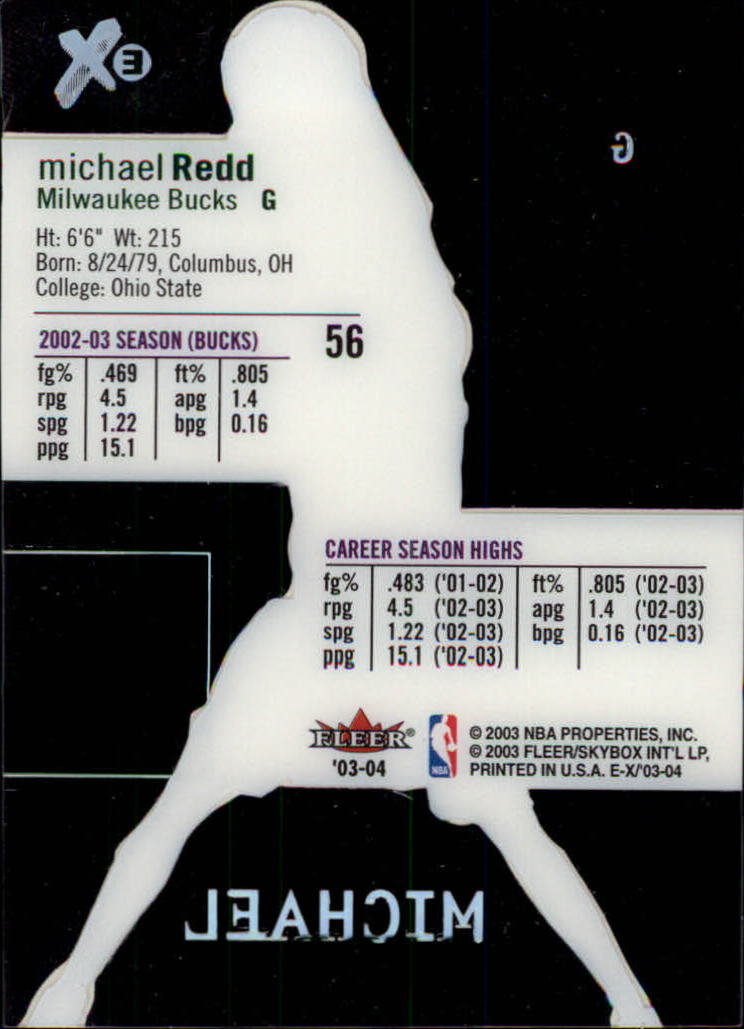 X E
G
michael Redd
Milwaukee Bucks G
Ht: 6'6" Wt: 215
Born: 8/24/79, Columbus, OH
College: Ohio State
2002-03 SEASON (BUCKS)
56
fg% .469 ft% .805
rpg 4.5 apg 1.4
spg 1.22 bpg 0.16
ppg 15.1
CAREER SEASON HIGHS
fg% .483 ('01-02) ft% .805 ('02-03)
rpg 4.5 ('02-03) apg 1.4 ('02-03)
spg 1.22 ('02-03) bpg 0.16 ('02-03)
ppg 15.1 ('02-03)
FLEER®
'03-04
NBA
© 2003 NBA PROPERTIES, INC.
© 2003 FLEER/SKYBOX INT'L LP,
PRINTED IN U.S.A. E-X/'03-04
MICHAEL